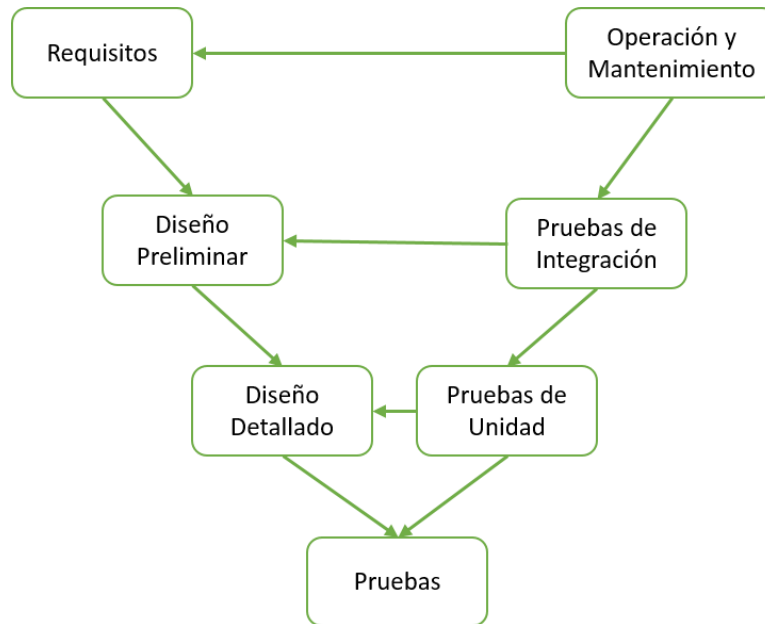 Requisitos
Operación y
Mantenimiento
Diseño
Preliminar
Pruebas de
Integración
Diseño
Detallado
Pruebas de
Unidad
Pruebas